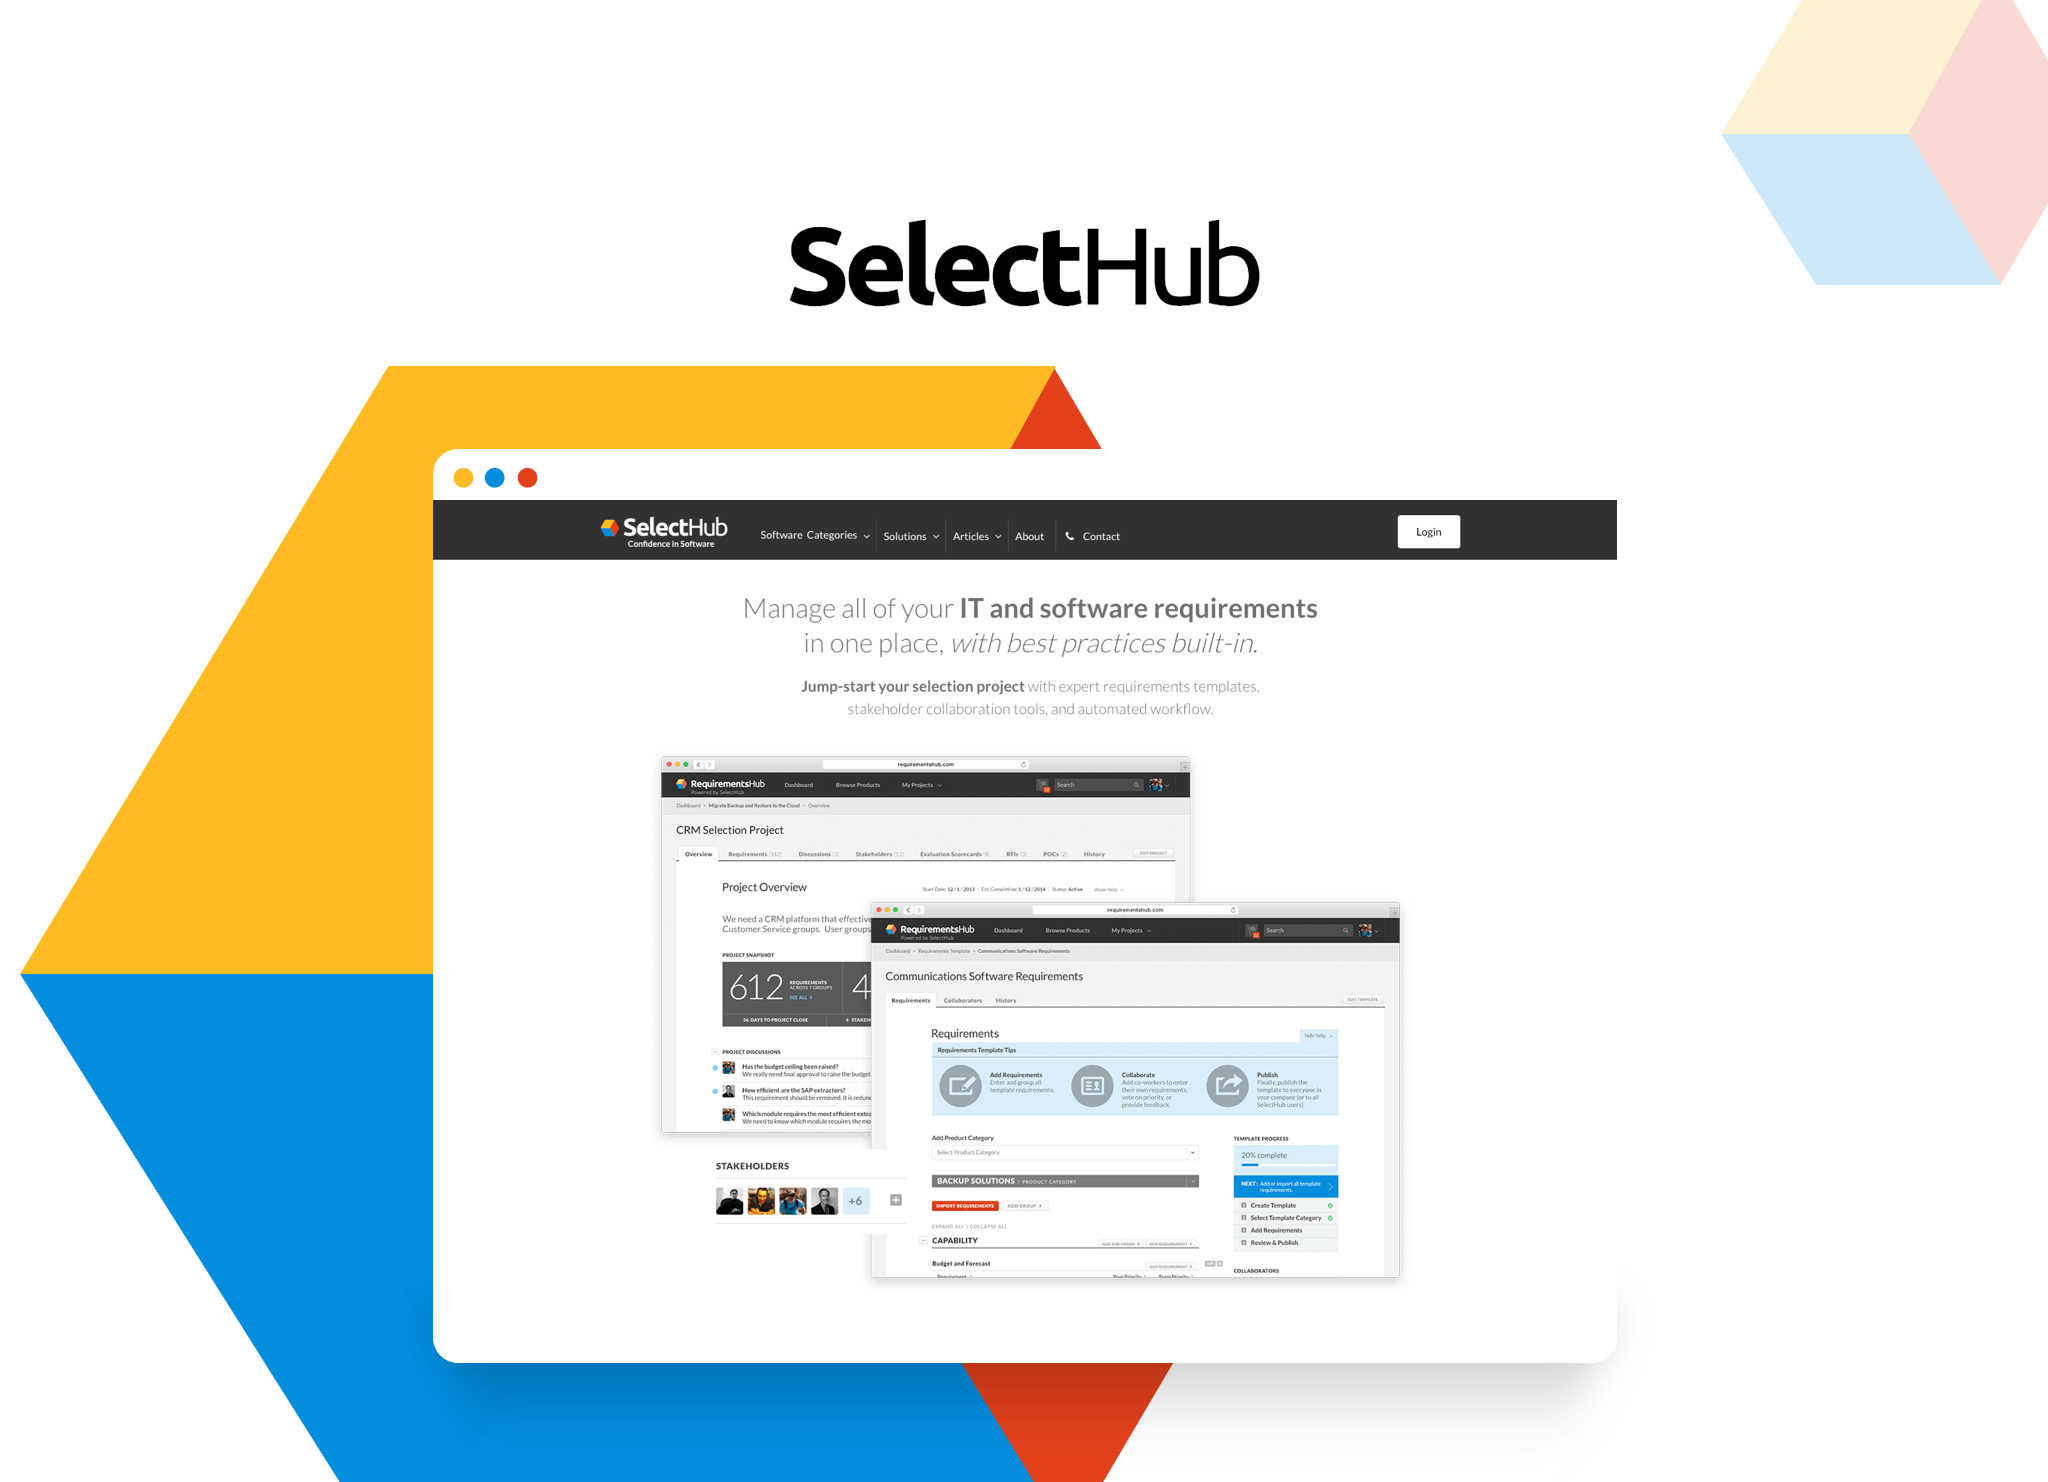 SelectHub
SelectHub
Confidence in Software
Software Categories
Solutions
Articles
About
Contact
Login
Manage all of your IT and software requirements
in one place, with best practices built-in.
Jump-start your selection project with expert requirements templates,
stakeholder collaboration tools, and automated workflow.
requirementshub.com
RequirementsHub
Powered by SelectHub
Dashboard
Browse Products
My Projects
12
Search
Dashboard > Migrate Backup and Restore to the Cloud > Overview
CRM Selection Project
Overview
Requirements (142)
Discussions (3)
Stakeholders (12)
Evaluation Scorecards (4)
RFIs (3)
POCs (2)
History
EDIT PROJECT
Project Overview
Start Date: 12 / 1 / 2013 | Est. Completion: 1 / 12 / 2014 | Status: Active
show help
We need a CRM platform that effective
Customer Service groups. User groups
PROJECT SNAPSHOT
612
REQUIREMENTS
ACROSS 7 GROUPS
SEE ALL >
4
36 DAYS TO PROJECT CLOSE
4 STAKEH
PROJECT DISCUSSIONS
Has the budget ceiling been raised?
We really need final approval to raise the budget
How efficient are the SAP extractors?
This requirement should be removed. It is redun
Which module requires the most efficient extra
We need to know which module requires the mo
STAKEHOLDERS
+6
requirementshub.com
RequirementsHub
Powered by SelectHub
Dashboard
Browse Products
My Projects
12
Search
Dashboard > Requirements Template > Communications Software Requirements
Communications Software Requirements
Requirements
Collaborators
History
EDIT TEMPLATE
Requirements
hide help
Requirements Template Tips
Add Requirements
Enter and group all
template requirements.
Collaborate
Add co-workers to enter
their own requirements,
vote on priority, or
provide feedback.
Publish
Finally, publish the
template to everyone in
your company (or to all
SelectHub users).
Add Product Category
Select Product Category
BACKUP SOLUTIONS / PRODUCT CATEGORY
IMPORT REQUIREMENTS
ADD GROUP +
EXPAND ALL | COLLAPSE ALL
CAPABILITY
ADD SUB GROUP +
ADD REQUIREMENT +
Budget and Forecast
ADD REQUIREMENT +
Requirement
Your Priority
Team Priority
TEMPLATE PROGRESS
20% complete
NEXT: Add or import all template
requirements.
1 Create Template
2 Select Template Category
3 Add Requirements
4 Review & Publish
COLLABORATORS